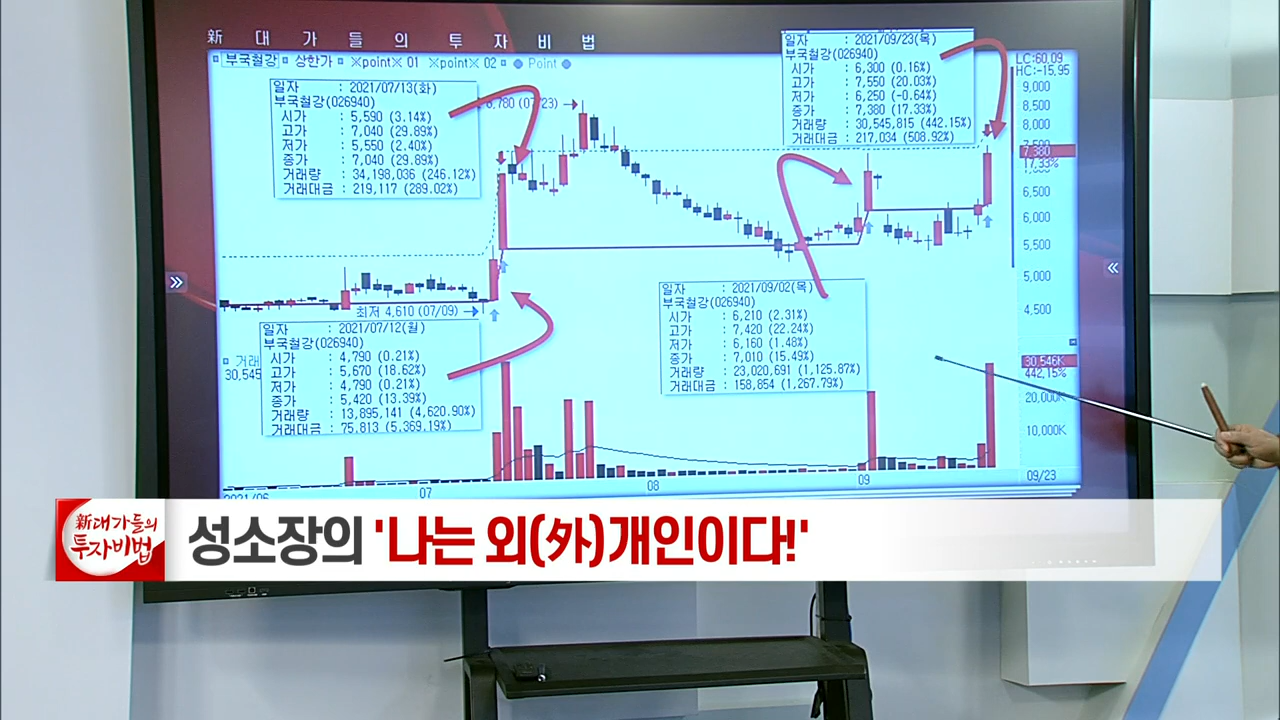 新 대 가 들 의 투 자 비 법
부국철강 상한가 ※point※ 01 ※point※ 02 Point
일자 : 2021/07/13(화)
부국철강(026940)
시가 : 5,590 (3.14%)
고가 : 7,040 (29.89%)
저가 : 5,550 (2.40%)
종가 : 7,040 (29.89%)
거래량 : 34,198,036 (246.12%)
거래대금 : 219,117 (289.02%)
,780 (07/23)
일자 : 2021/09/23(목)
부국철강(026940)
시가 : 6,300 (0.16%)
고가 : 7,550 (20.03%)
저가 : 6,250 (-0.64%)
종가 : 7,380 (17.33%)
거래량 : 30,545,815 (442.15%)
거래대금 : 217,034 (508.92%)
LC:60.09
HC:-15.95
9,000
8,500
8,000
7,380
17.33%
6,500
6,000
5,500
5,000
4,500
최저 4,610 (07/09)
일자 : 2021/07/12(월)
부국철강(026940)
시가 : 4,790 (0.21%)
고가 : 5,670 (18.62%)
저가 : 4,790 (0.21%)
종가 : 5,420 (13.39%)
거래량 : 13,895,141 (4,620.90%)
거래대금 : 75,813 (5,369.19%)
일자 : 2021/09/02(목)
부국철강(026940)
시가 : 6,210 (2.31%)
고가 : 7,420 (22.24%)
저가 : 6,160 (1.48%)
종가 : 7,010 (15.49%)
거래량 : 23,020,691 (1,125.87%)
거래대금 : 158,854 (1,267.79%)
거래
30,545
30,546K
442.15%
20,000K
10,000K
2021/06 07 08 09 09/23
新대가들의
투자비법
성소장의 '나는 외(外)개인이다!'